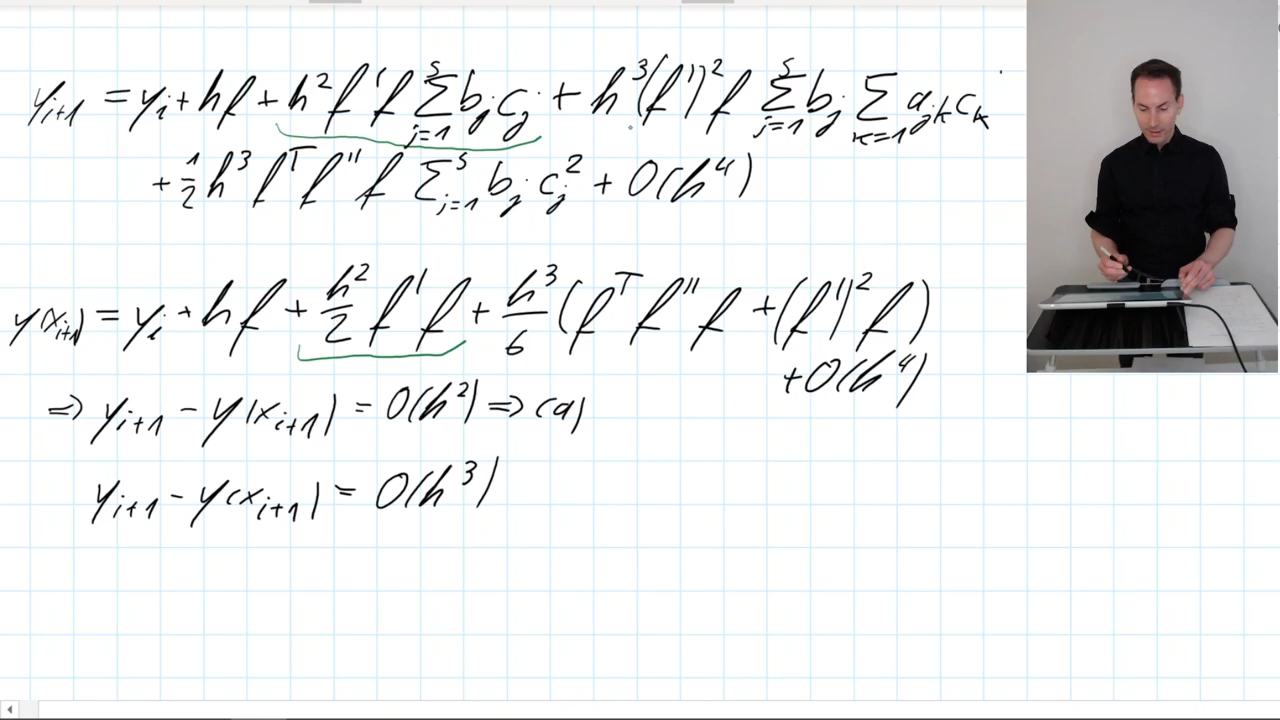 y_{i+1} = y_i + hf + h^2 f' f \sum_{j=1}^{s} b_j c_j + h^3 (f')^2 f \sum_{j=1}^{s} b_j \sum_{k=1} a_{jk} c_k
+ \frac{1}{2} h^3 f^T f'' f \sum_{j=1}^{s} b_j c_j^2 + O(h^4)
y(x_{i+1}) = y_i + hf + \frac{h^2}{2} f' f + \frac{h^3}{6} (f^T f'' f + (f')^2 f)
+ O(h^4)
=> y_{i+1} - y(x_{i+1}) = O(h^2) => (a)
y_{i+1} - y(x_{i+1}) = O(h^3)